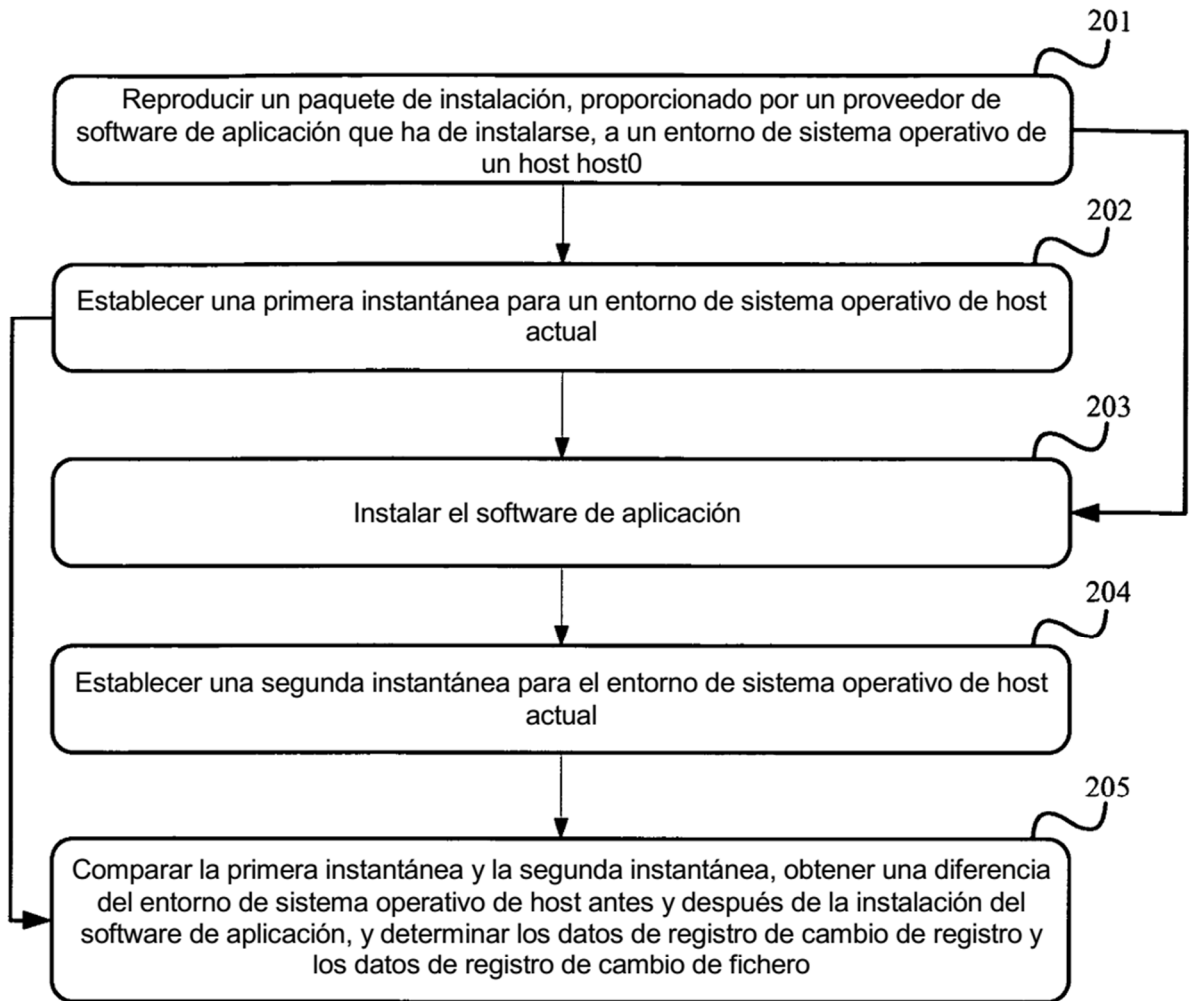 201
Reproducir un paquete de instalación, proporcionado por un proveedor de
software de aplicación que ha de instalarse, a un entorno de sistema operativo de
un host host0
202
Establecer una primera instantánea para un entorno de sistema operativo de host
actual
203
Instalar el software de aplicación
204
Establecer una segunda instantánea para el entorno de sistema operativo de host
actual
205
Comparar la primera instantánea y la segunda instantánea, obtener una diferencia
del entorno de sistema operativo de host antes y después de la instalación del
software de aplicación, y determinar los datos de registro de cambio de registro y
los datos de registro de cambio de fichero